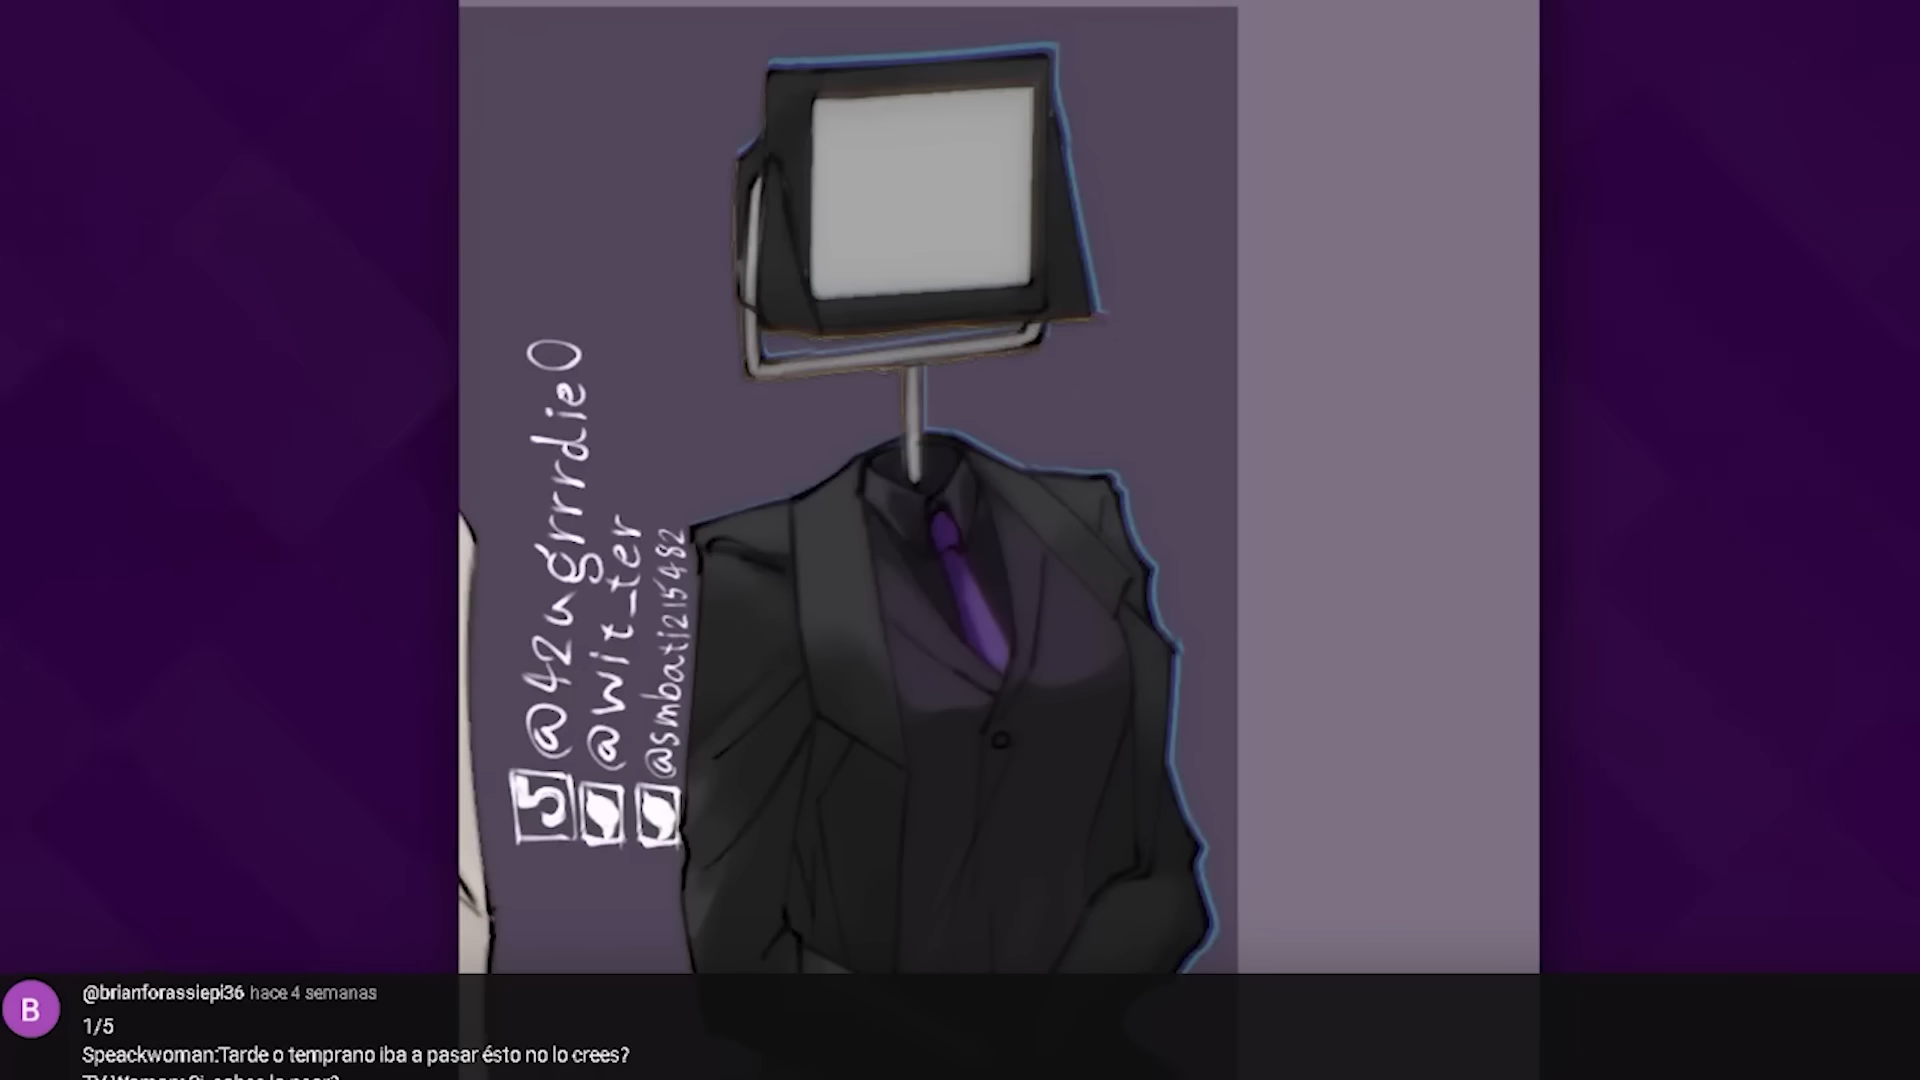 @42ugrrrdie0
@wit_ter
@smbati215482
B
@brianforassiepi36 hace 4 semanas
1/5
Speackwoman:Tarde o temprano iba a pasar ésto no lo crees?